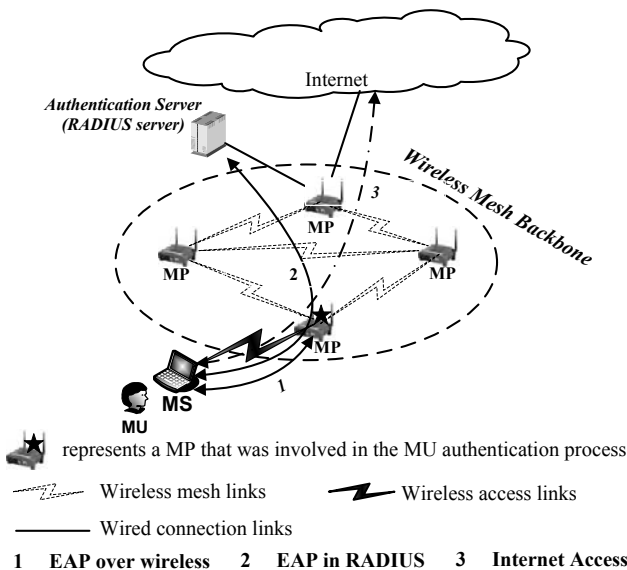 Internet
Authentication Server
(RADIUS server)
Wireless Mesh Backbone
3
MP
MP
MP
2
MP
1
MS
MU
represents a MP that was involved in the MU authentication process
Wireless mesh links
Wireless access links
Wired connection links
1 EAP over wireless 2 EAP in RADIUS 3 Internet Access